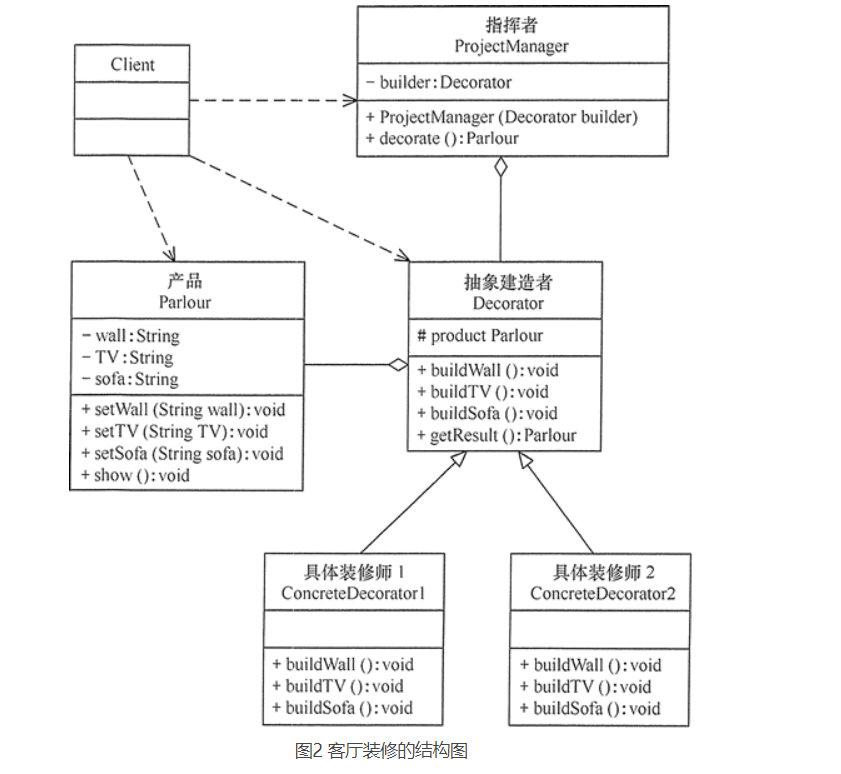 Client
指挥者
ProjectManager
− builder:Decorator
+ ProjectManager (Decorator builder)
+ decorate ():Parlour
产品
Parlour
− wall:String
− TV:String
− sofa:String
+ setWall (String wall):void
+ setTV (String TV):void
+ setSofa (String sofa):void
+ show ():void
抽象建造者
Decorator
# product Parlour
+ buildWall ():void
+ buildTV ():void
+ buildSofa ():void
+ getResult ():Parlour
具体装修师 1
ConcreteDecorator1
+ buildWall ():void
+ buildTV ():void
+ buildSofa ():void
具体装修师 2
ConcreteDecorator2
+ buildWall ():void
+ buildTV ():void
+ buildSofa ():void
图2 客厅装修的结构图